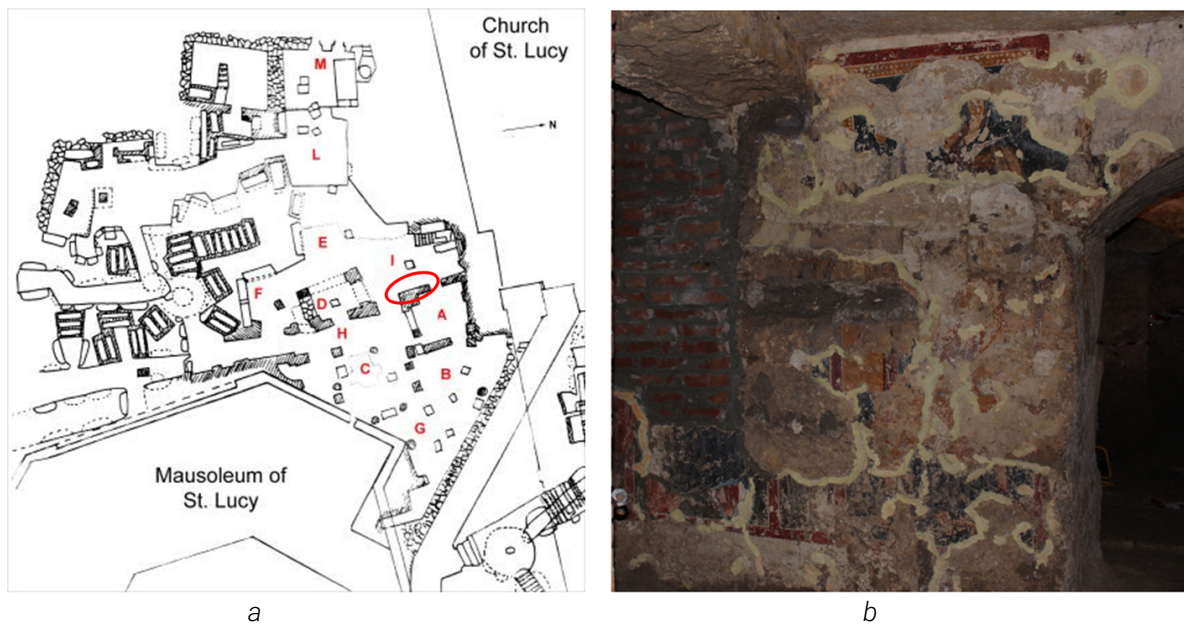 Church
of St. Lucy
M
N
L
E
I
F
D
A
H
C
B
G
Mausoleum of
St. Lucy
a
b